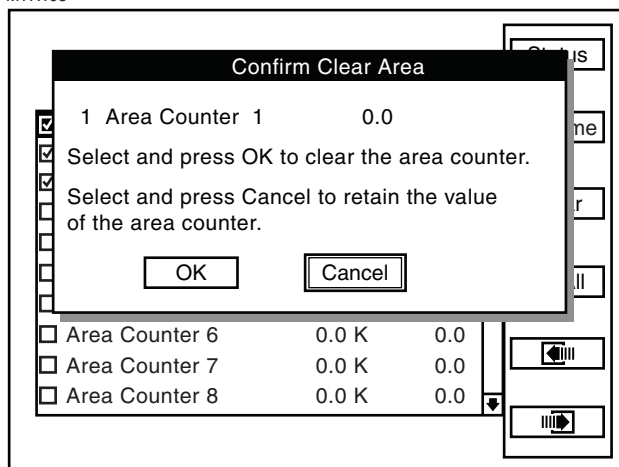 Confirm Clear Area
1 Area Counter 1 0.0
Select and press OK to clear the area counter.
Select and press Cancel to retain the value
of the area counter.
OK Cancel
Area Counter 6 0.0 K 0.0
Area Counter 7 0.0 K 0.0
Area Counter 8 0.0 K 0.0